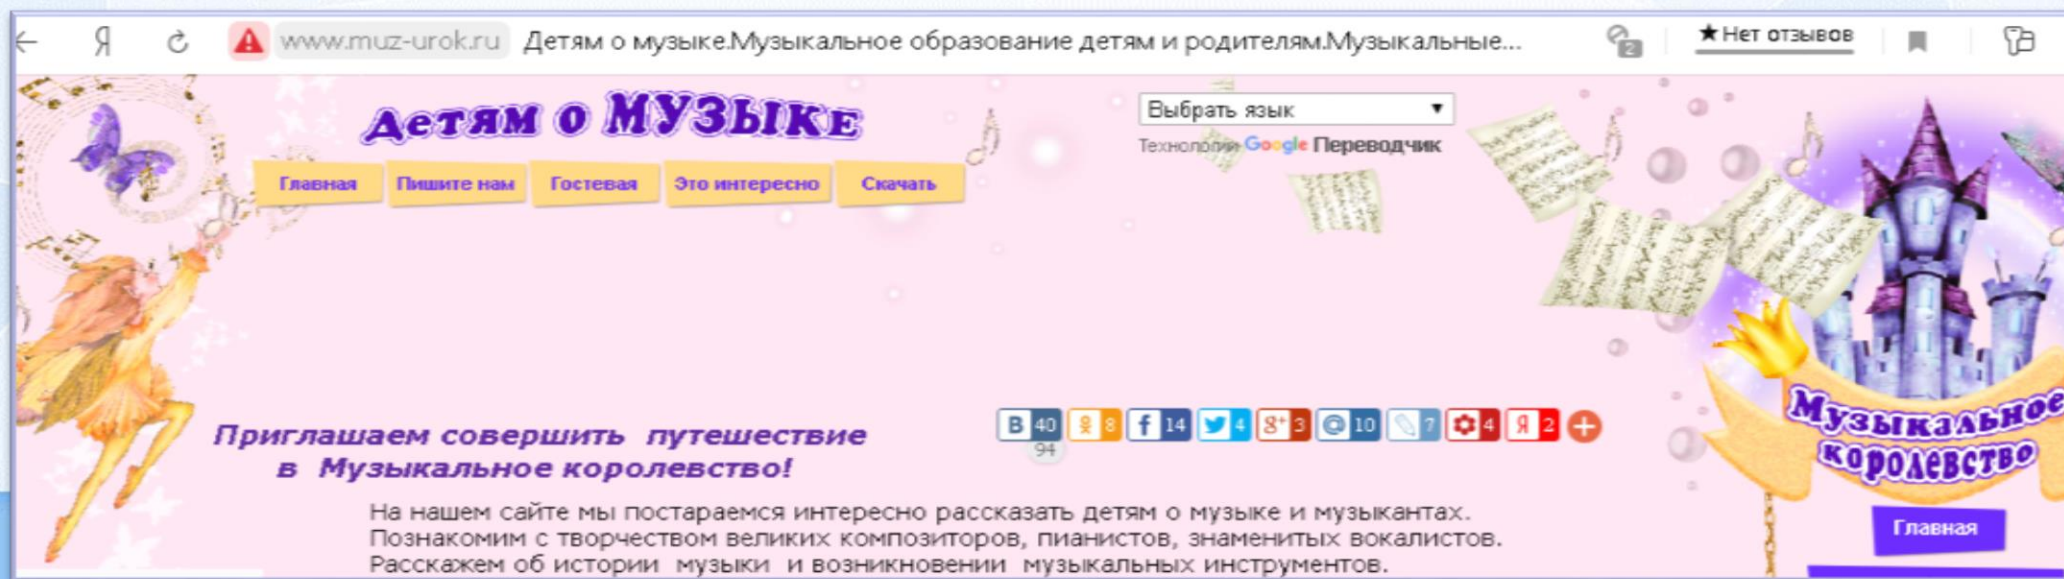 Я www.muz-urok.ru Детям о музыке.Музыкальное образование детям и родителям.Музыкальные... 2 ★Нет отзывов
Детям о МУЗЫКЕ
Выбрать язык
Технологии Google Переводчик
Главная Пишите нам Гостевая Это интересно Скачать
В 40 8 f 14 4 g+ 3 @ 10 7 4 Я 2
94
Приглашаем совершить путешествие
в Музыкальное королевство!
Музыкальное
королевство
Главная
На нашем сайте мы постараемся интересно рассказать детям о музыке и музыкантах.
Познакомим с творчеством великих композиторов, пианистов, знаменитых вокалистов.
Расскажем об истории музыки и возникновении музыкальных инструментов.